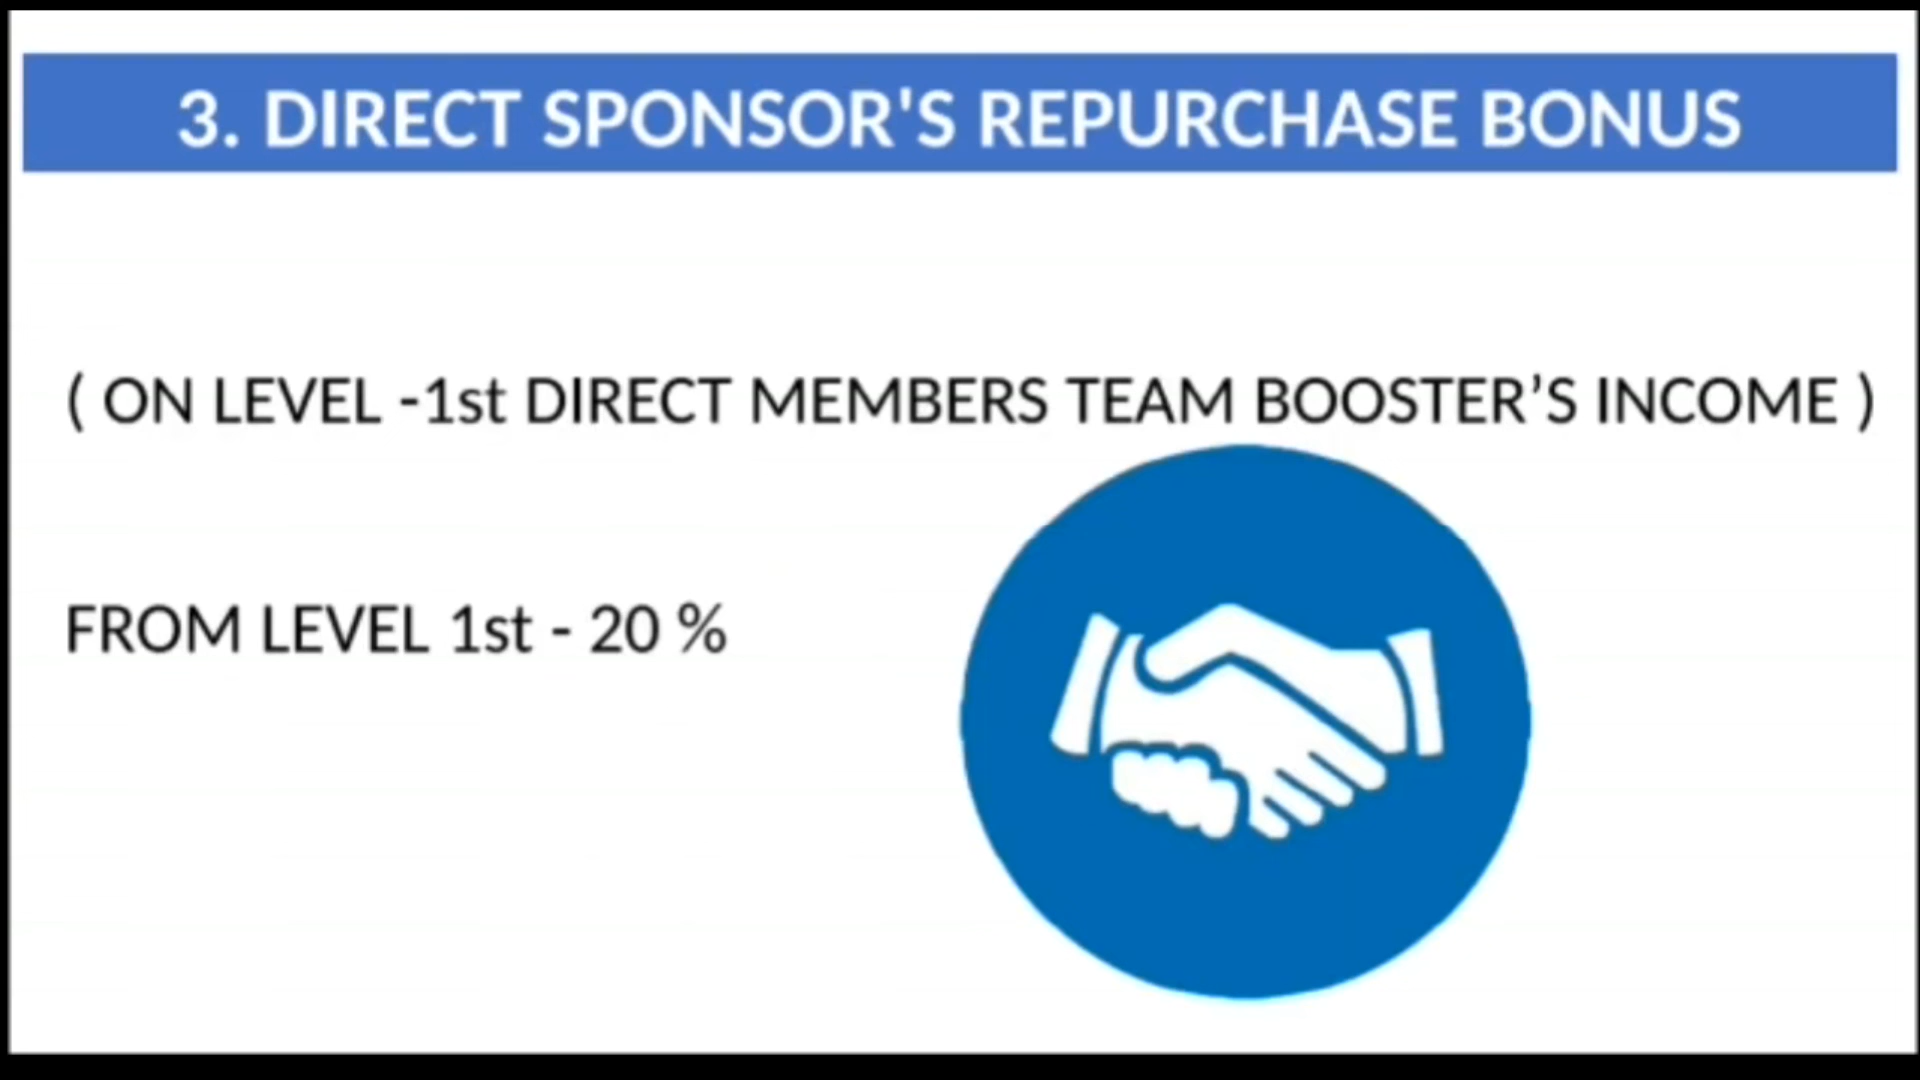 3. DIRECT SPONSOR'S REPURCHASE BONUS
( ON LEVEL -1st DIRECT MEMBERS TEAM BOOSTER’S INCOME )
FROM LEVEL 1st - 20 %